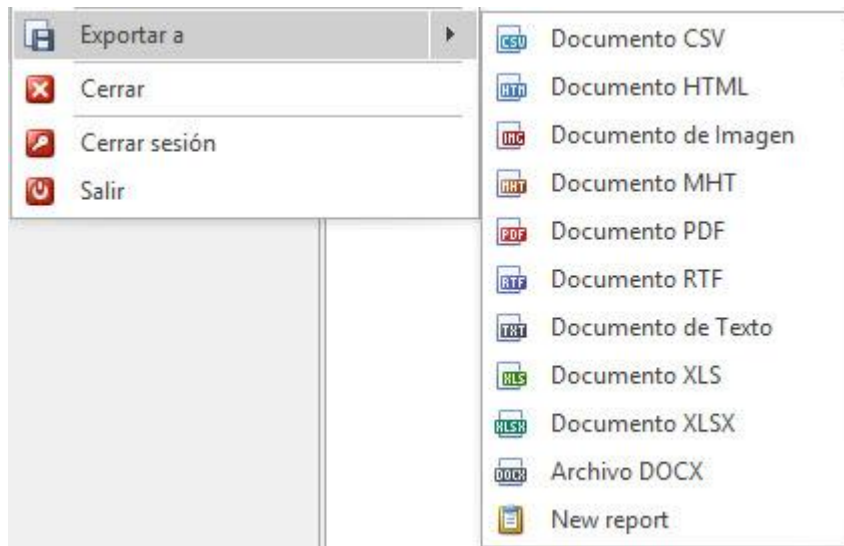 Exportar a
Cerrar
Cerrar sesión
Salir
CSV Documento CSV
HTM Documento HTML
IMG Documento de Imagen
MHT Documento MHT
PDF Documento PDF
RTF Documento RTF
TXT Documento de Texto
XLS Documento XLS
XLSX Documento XLSX
DOCX Archivo DOCX
New report